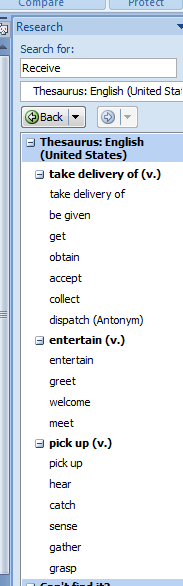 Compare Protect
Research
Search for:
Receive
Thesaurus: English (United Sta
Back
Thesaurus: English
(United States)
take delivery of (v.)
take delivery of
be given
get
obtain
accept
collect
dispatch (Antonym)
entertain (v.)
entertain
greet
welcome
meet
pick up (v.)
pick up
hear
catch
sense
gather
grasp
Can't find it?